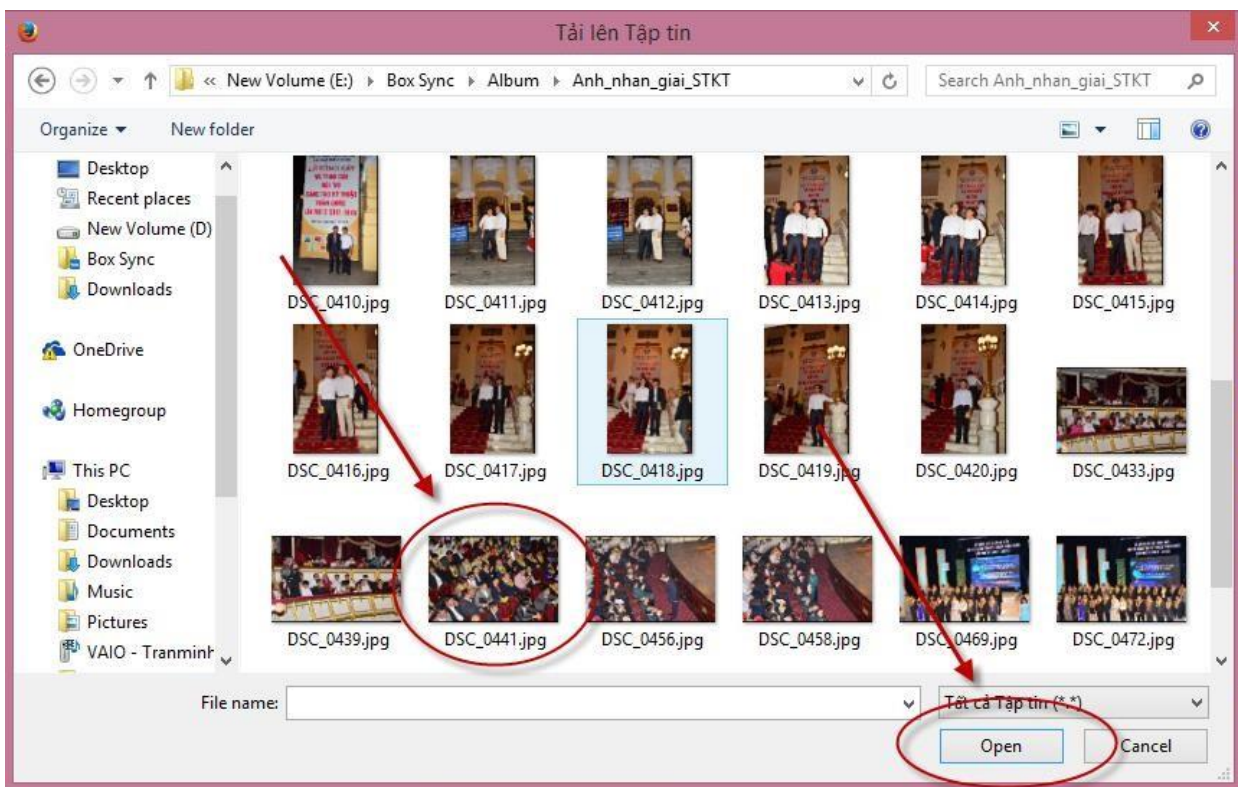 Tải lên Tập tin
« New Volume (E:) Box Sync Album Anh_nhan_giai_STKT
Search Anh_nhan_giai_STKT
Organize
New folder
Desktop
Recent places
New Volume (D)
Box Sync
Downloads
OneDrive
Homegroup
This PC
Desktop
Documents
Downloads
Music
Pictures
VAIO - Tranminh
DSC_0410.jpg DSC_0411.jpg DSC_0412.jpg DSC_0413.jpg DSC_0414.jpg DSC_0415.jpg
DSC_0416.jpg DSC_0417.jpg DSC_0418.jpg DSC_0419.jpg DSC_0420.jpg DSC_0433.jpg
DSC_0439.jpg DSC_0441.jpg DSC_0456.jpg DSC_0458.jpg DSC_0469.jpg DSC_0472.jpg
File name:
Tất cả Tập tin (*.*)
Open Cancel